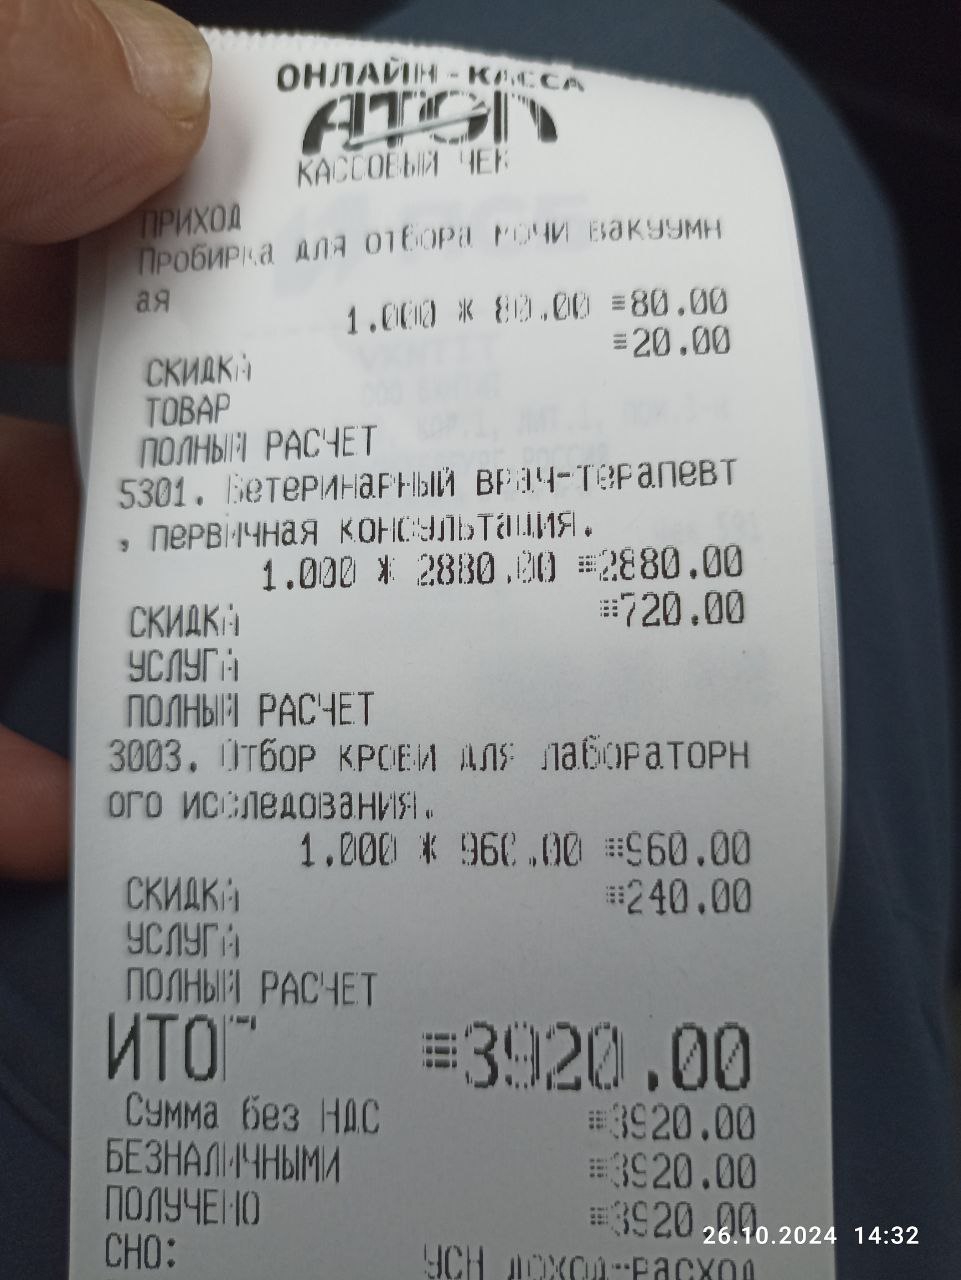 ОНЛАЙН - КАССА
АТОЛ
КАССОВЫЙ ЧЕК
ПРИХОД
Пробирка для отбора мочи вакуумн
ая
1.000 * 80.00 ≡80.00
СКИДКА ≡20.00
ТОВАР
ПОЛНЫЙ РАСЧЕТ
5301. Ветеринарный врач-терапевт
, первичная консультация.
1.000 * 2880.00 ≡2880.00
СКИДКА ≡720.00
УСЛУГА
ПОЛНЫЙ РАСЧЕТ
3003. Отбор крови для лабораторн
ого исследования.
1.000 * 960.00 ≡960.00
СКИДКА ≡240.00
УСЛУГА
ПОЛНЫЙ РАСЧЕТ
ИТОГ ≡3920.00
Сумма без НДС ≡3920.00
БЕЗНАЛИЧНЫМИ ≡3920.00
ПОЛУЧЕНО ≡3920.00
СНО: УСН доход-расход
26.10.2024 14:32